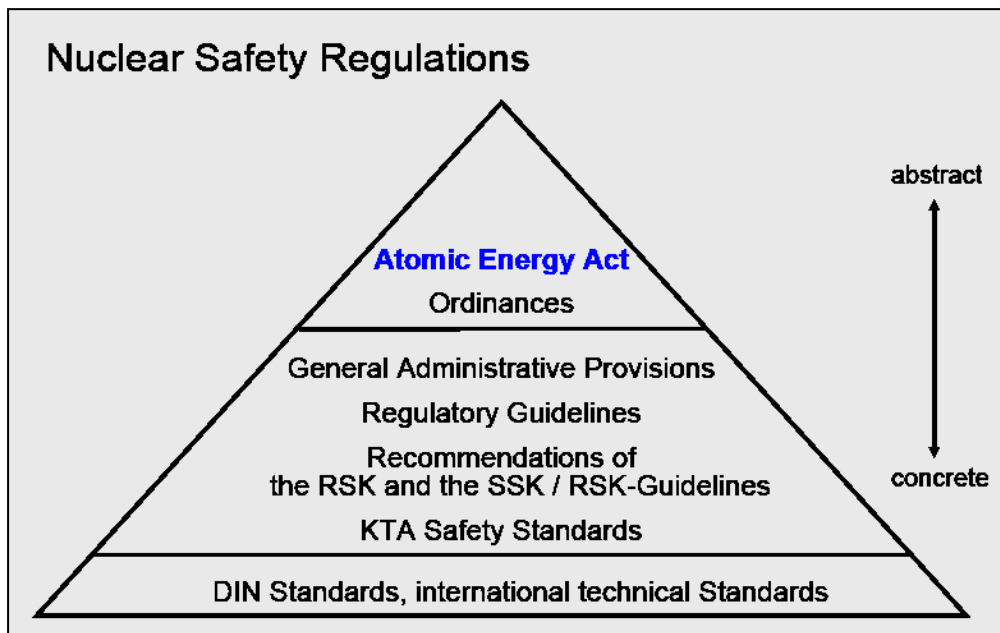 Nuclear Safety Regulations
abstract
Atomic Energy Act
Ordinances
General Administrative Provisions
Regulatory Guidelines
Recommendations of
the RSK and the SSK / RSK-Guidelines
concrete
KTA Safety Standards
DIN Standards, international technical Standards